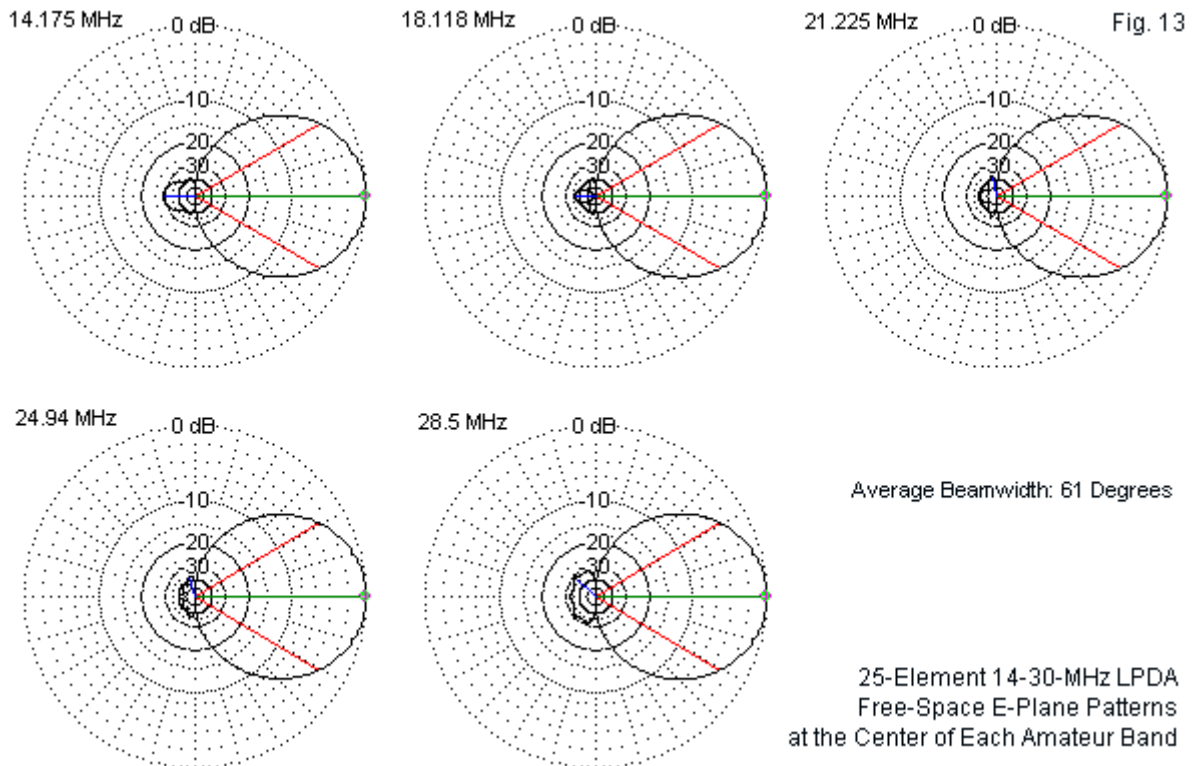 14.175 MHz
0 dB
-10
-20
-30
18.118 MHz
0 dB
-10
-20
-30
21.225 MHz
0 dB
-10
-20
-30
Fig. 13
24.94 MHz
0 dB
-10
-20
-30
28.5 MHz
0 dB
-10
-20
-30
Average Beamwidth: 61 Degrees
25-Element 14-30-MHz LPDA
Free-Space E-Plane Patterns
at the Center of Each Amateur Band